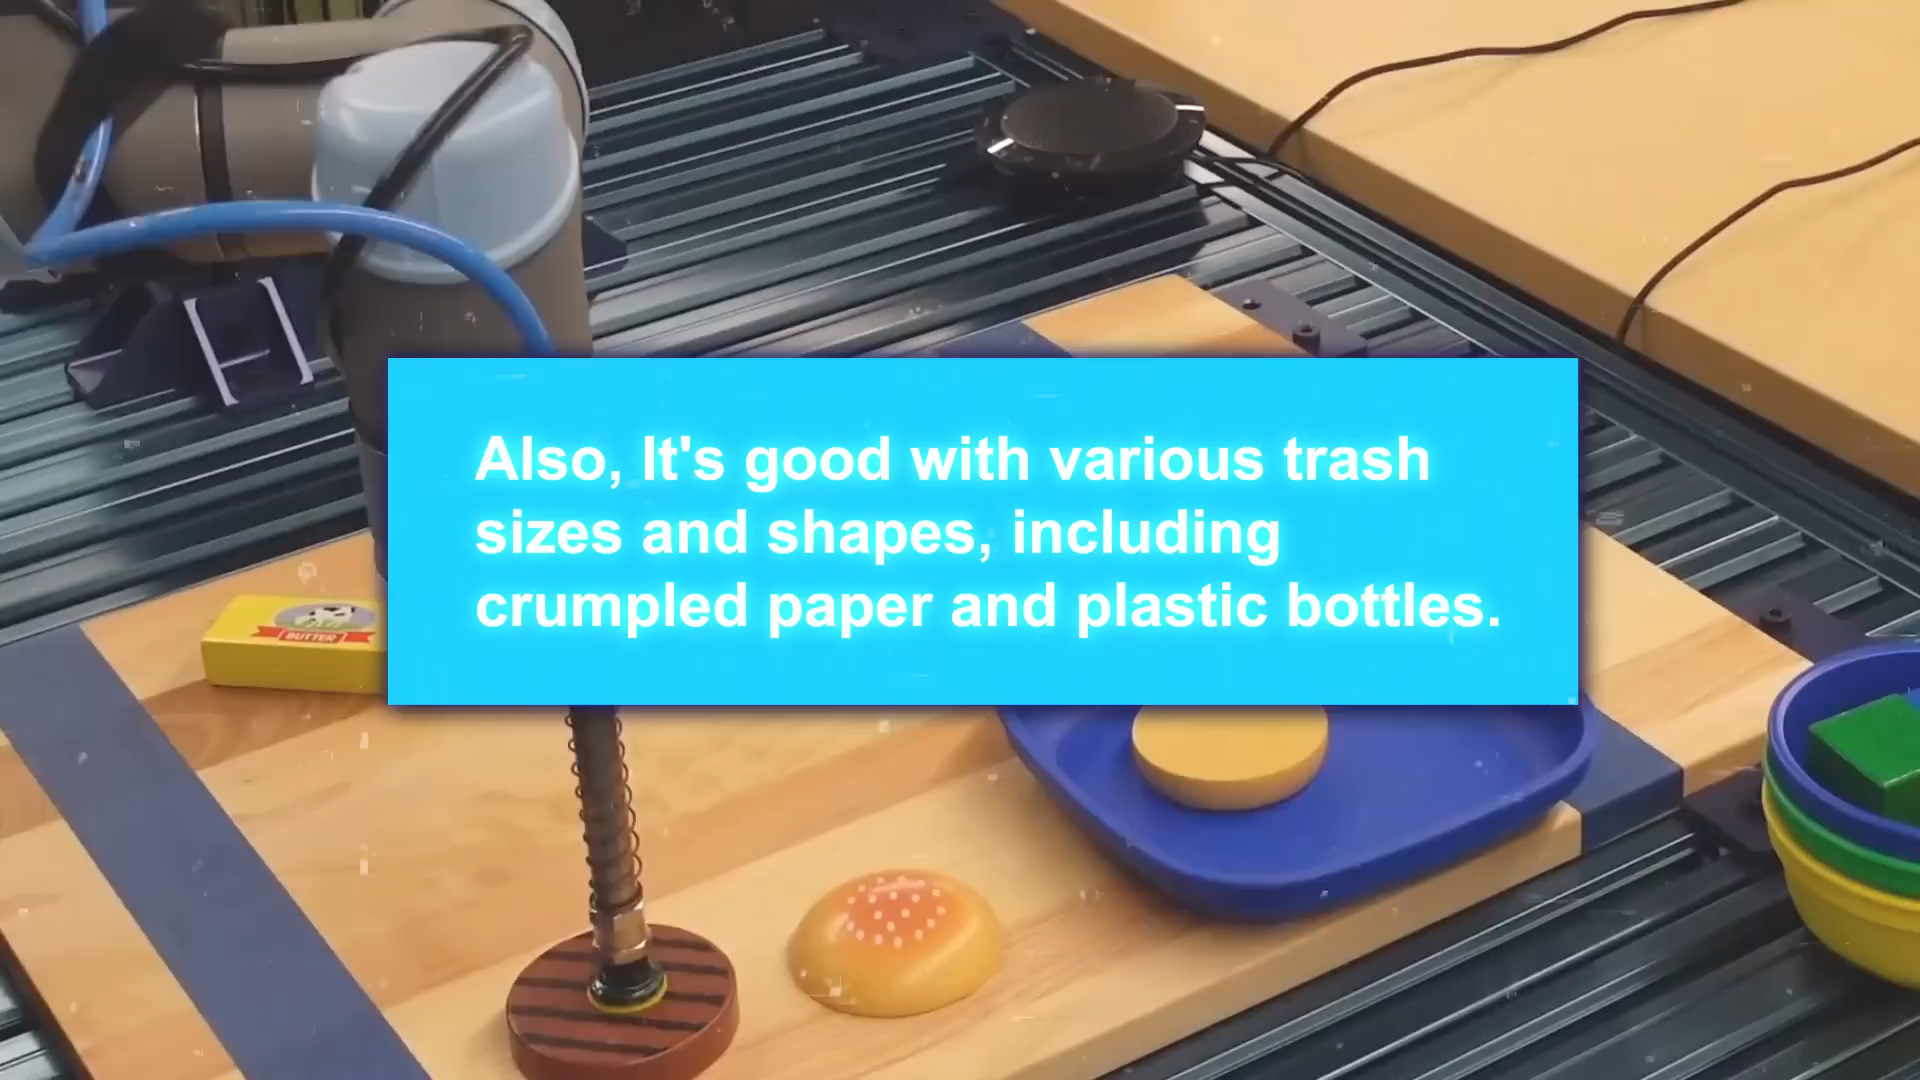 Also, It's good with various trash
sizes and shapes, including
crumpled paper and plastic bottles.
BUTTER